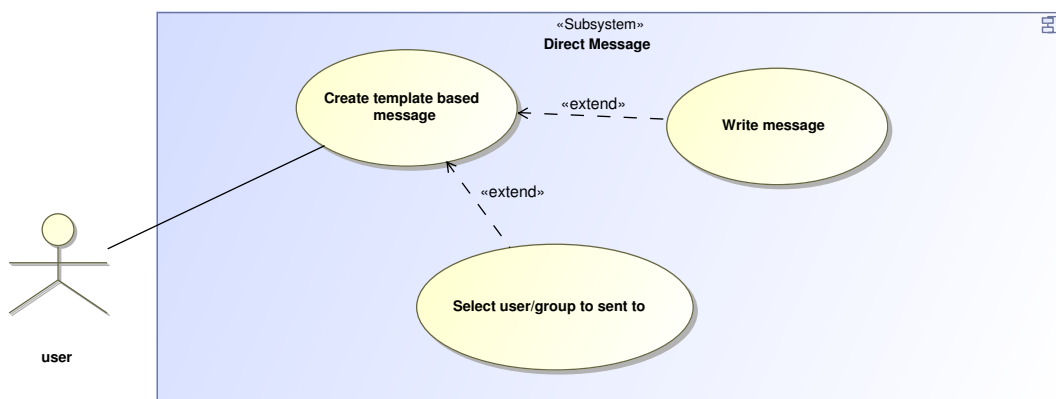 «Subsystem»
Direct Message
Create template based
message
«extend»
Write message
«extend»
Select user/group to sent to
user